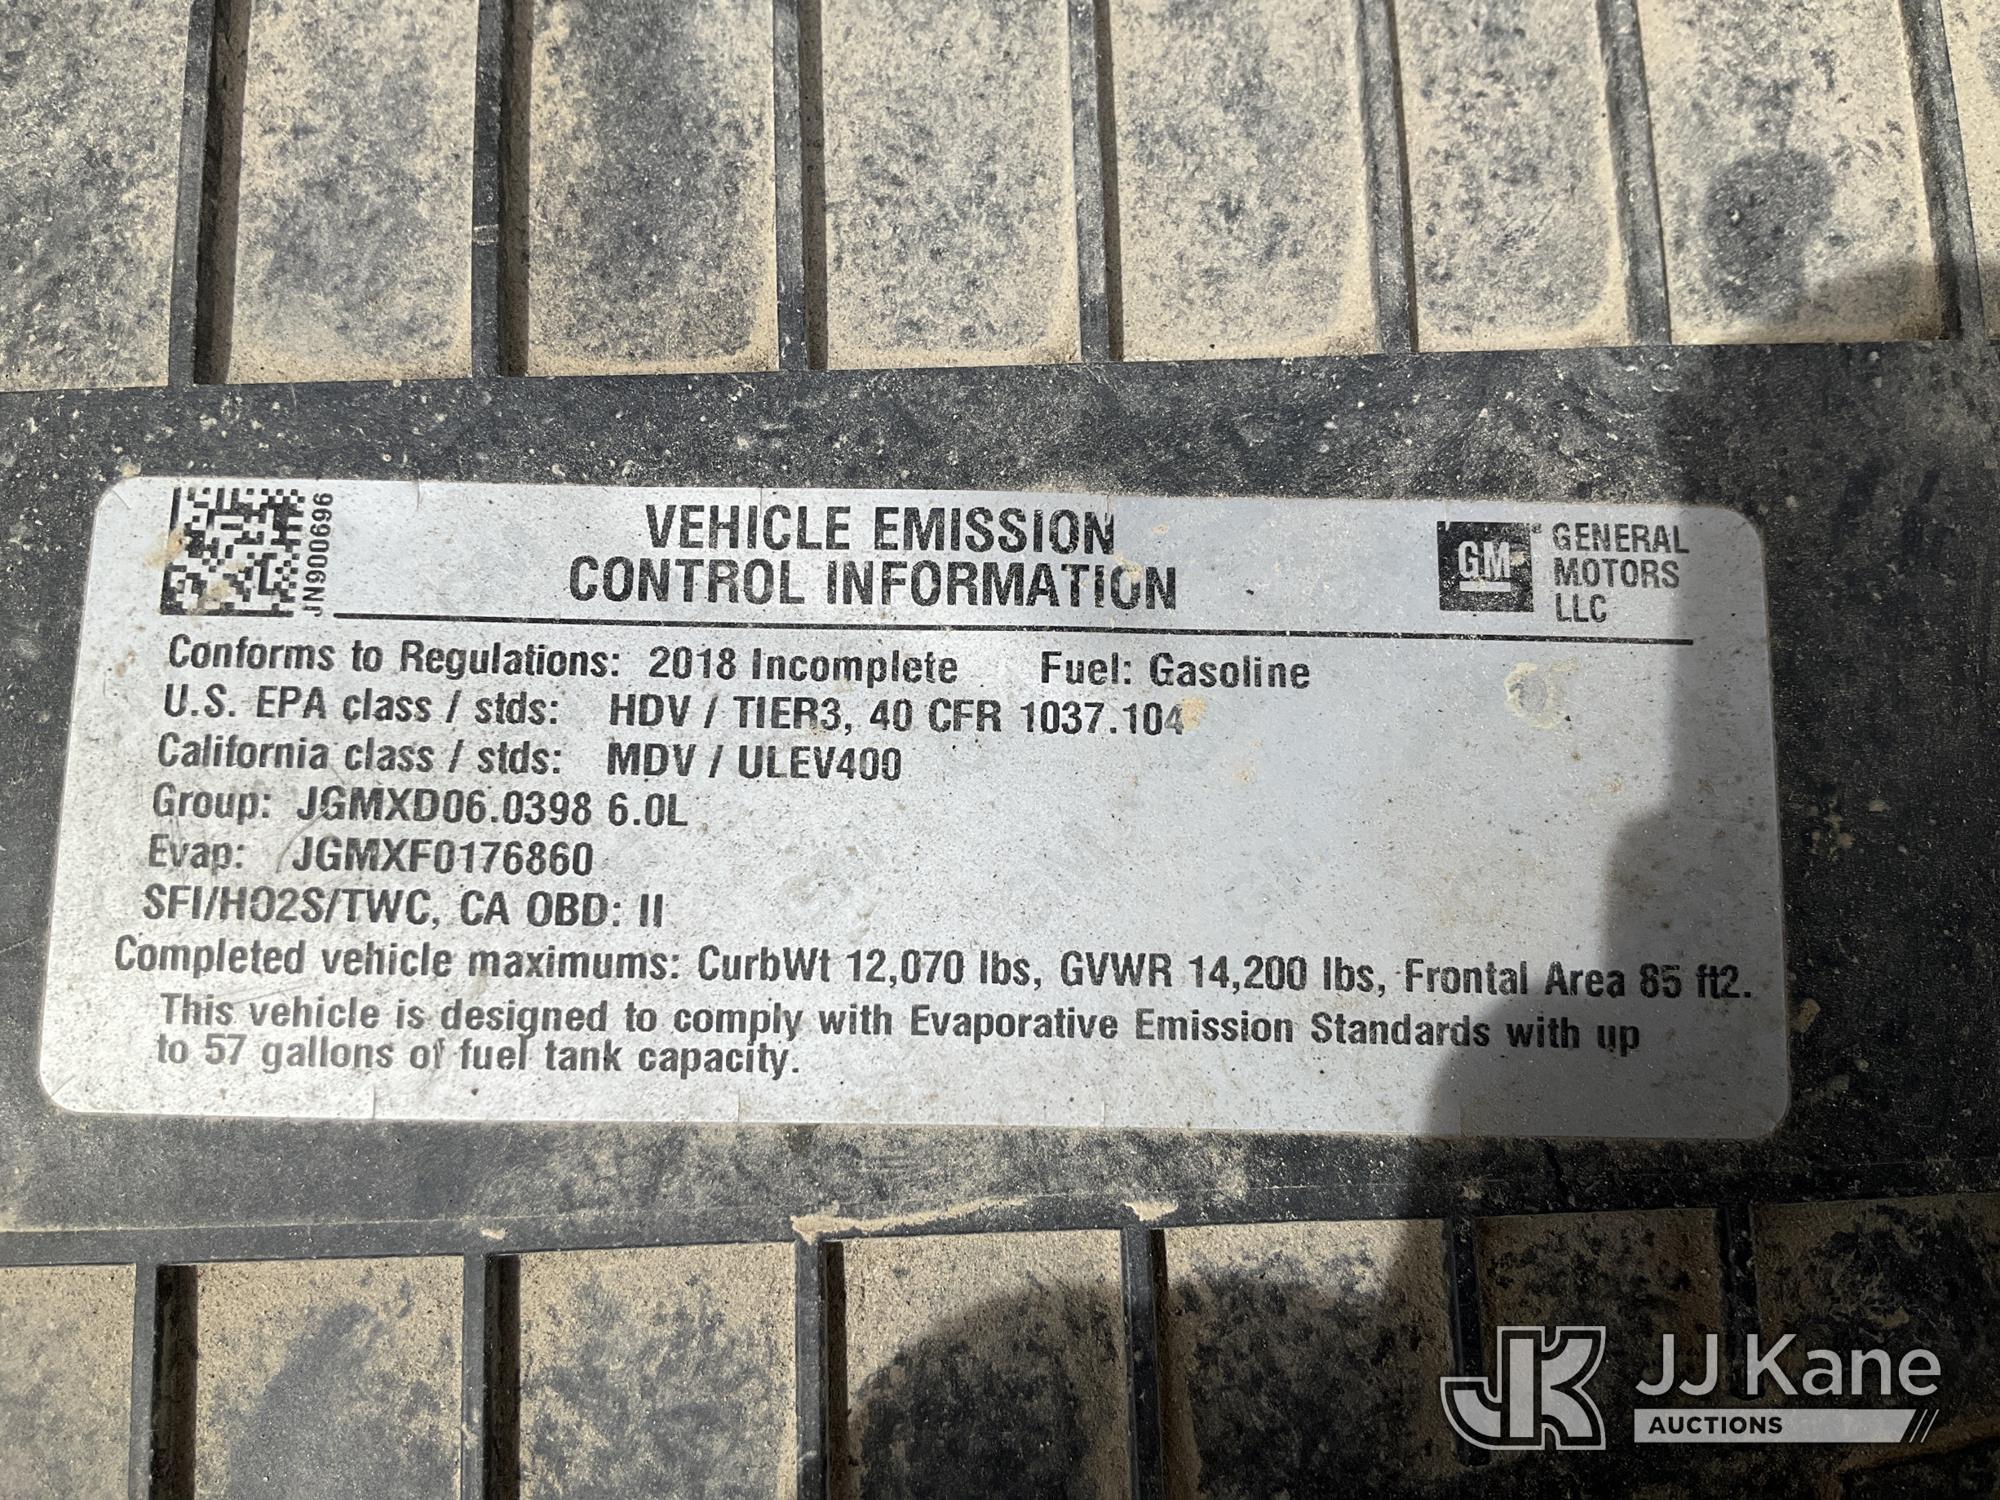 JN900696
VEHICLE EMISSION
CONTROL INFORMATION
GM
GENERAL
MOTORS
LLC
Conforms to Regulations: 2018 Incomplete Fuel: Gasoline
U.S. EPA class / stds: HDV / TIER3, 40 CFR 1037.104
California class / stds: MDV / ULEV400
Group: JGMXD06.0398 6.0L
Evap: JGMXF0176860
SFI/HO2S/TWC, CA OBD: II
Completed vehicle maximums: CurbWt 12,070 lbs, GVWR 14,200 lbs, Frontal Area 85 ft2.
This vehicle is designed to comply with Evaporative Emission Standards with up
to 57 gallons of fuel tank capacity.
JK
JJ Kane
AUCTIONS